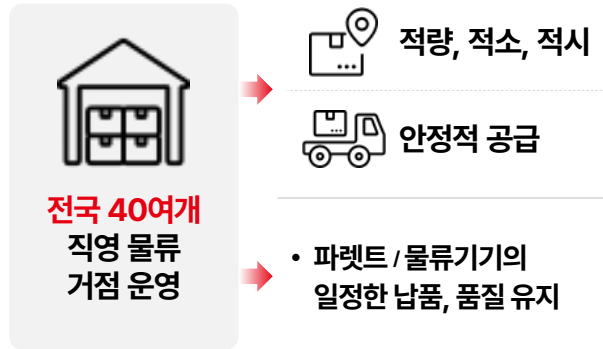 전국 40여개
직영 물류
거점 운영
적량, 적소, 적시
안정적 공급
• 파렛트 / 물류기기의
일정한 납품, 품질 유지